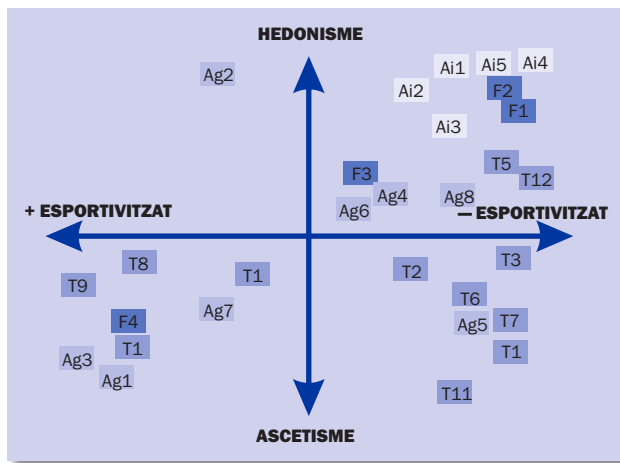 HEDONISME
Ag2
Ai1
Ai5
Ai4
Ai2
F2
F1
Ai3
F3
T5
T12
Ag4
Ag8
Ag6
+ ESPORTIVITZAT
— ESPORTIVITZAT
T8
T9
T1
T2
T3
T6
Ag7
F4
Ag5
T7
T1
T1
Ag3
Ag1
T11
ASCETISME